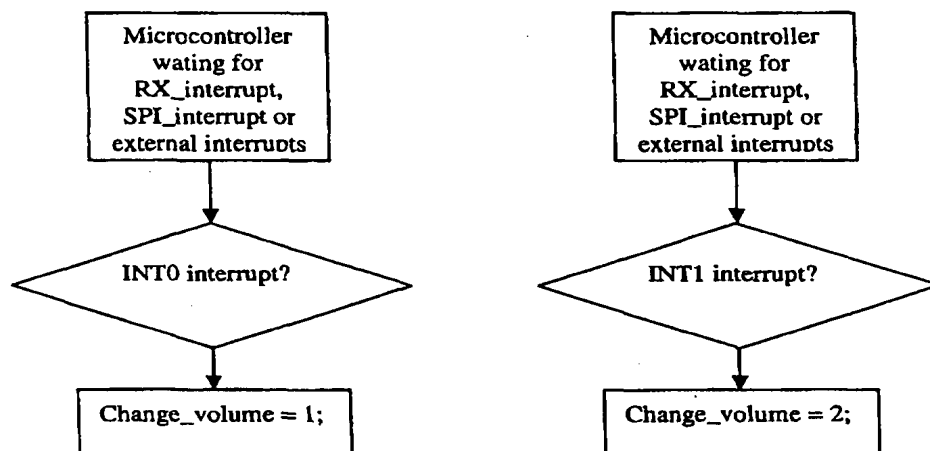 Microcontroller
wating for
RX_interrupt,
SPI_interrupt or
external interrupts
INT0 interrupt?
Change_volume = 1;
Microcontroller
wating for
RX_interrupt,
SPI_interrupt or
external interrupts
INT1 interrupt?
Change_volume = 2;